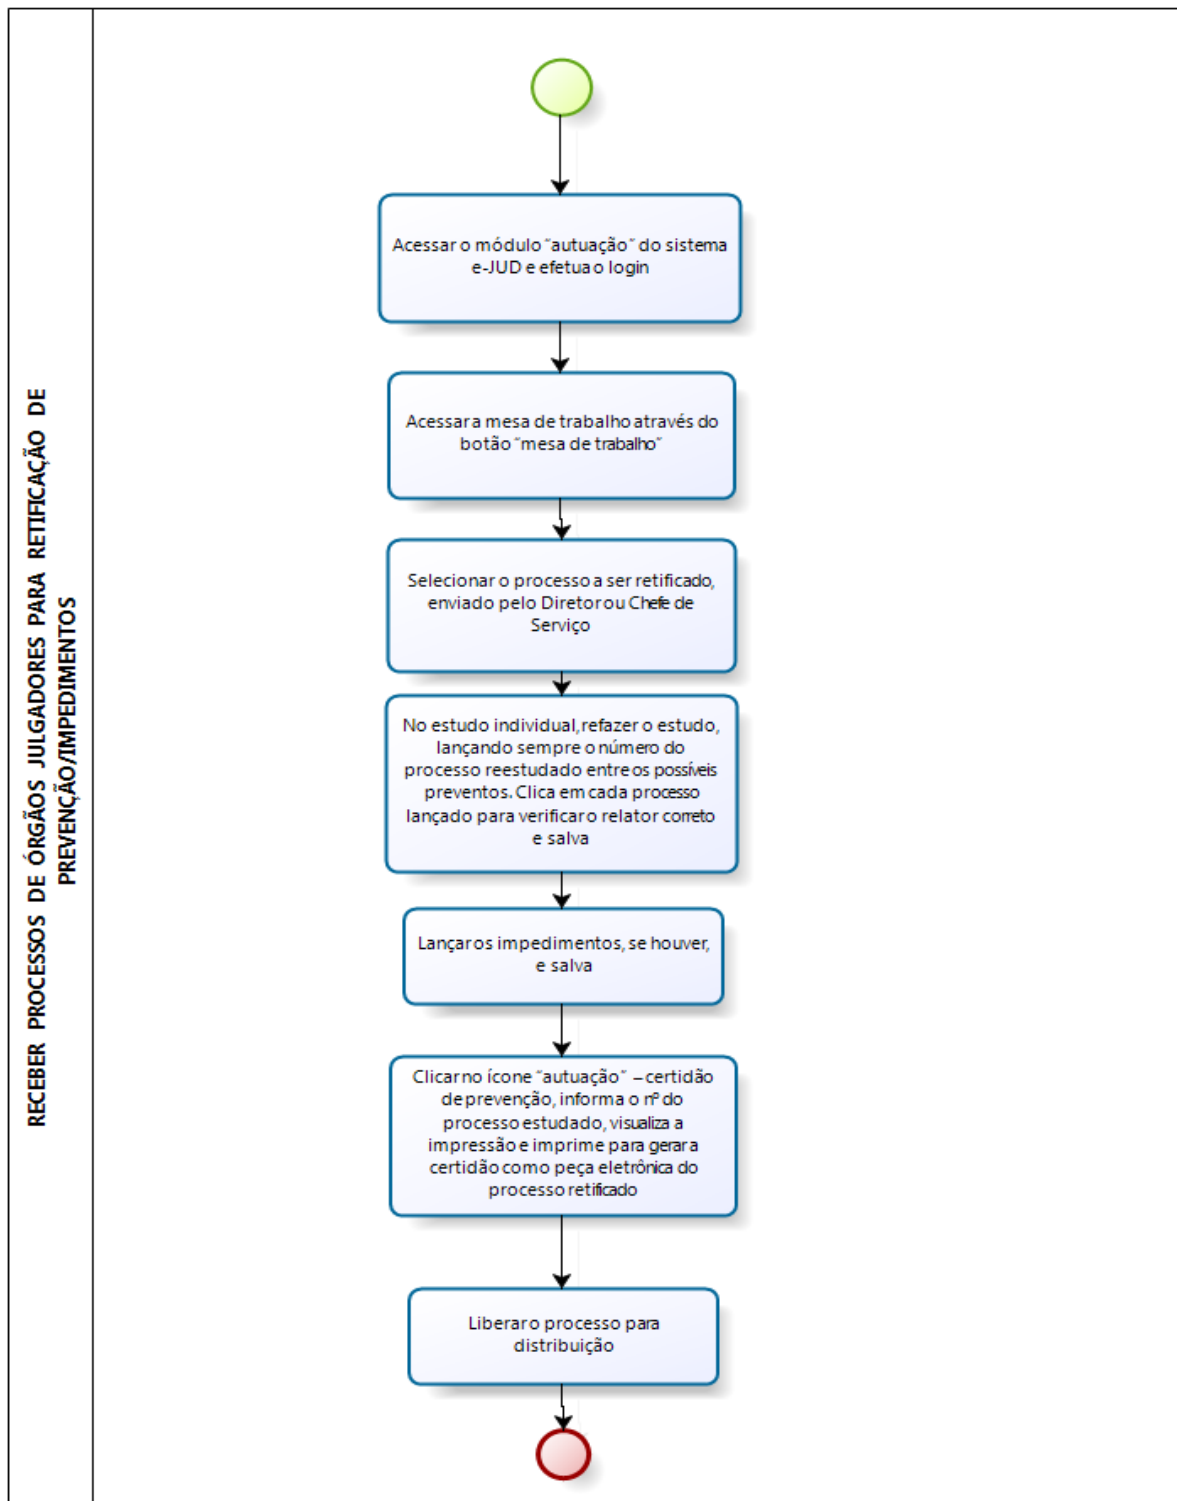 RECEBER PROCESSOS DE ÓRGÃOS JULGADORES PARA RETIFICAÇÃO DE
PREVENÇÃO/IMPEDIMENTOS
Acessar o módulo “autuação” do sistema
e-JUD e efetua o login
Acessar a mesa de trabalho através do
botão “mesa de trabalho”
Selecionar o processo a ser retificado,
enviado pelo Diretor ou Chefe de
Serviço
No estudo individual, refazer o estudo,
lançando sempre o número do
processo reestudado entre os possíveis
preventos. Clica em cada processo
lançado para verificar o relator correto
e salva
Lançar os impedimentos, se houver,
e salva
Clicar no ícone “autuação” – certidão
de prevenção, informa o nº do
processo estudado, visualiza a
impressão e imprime para gerar a
certidão como peça eletrônica do
processo retificado
Liberar o processo para
distribuição